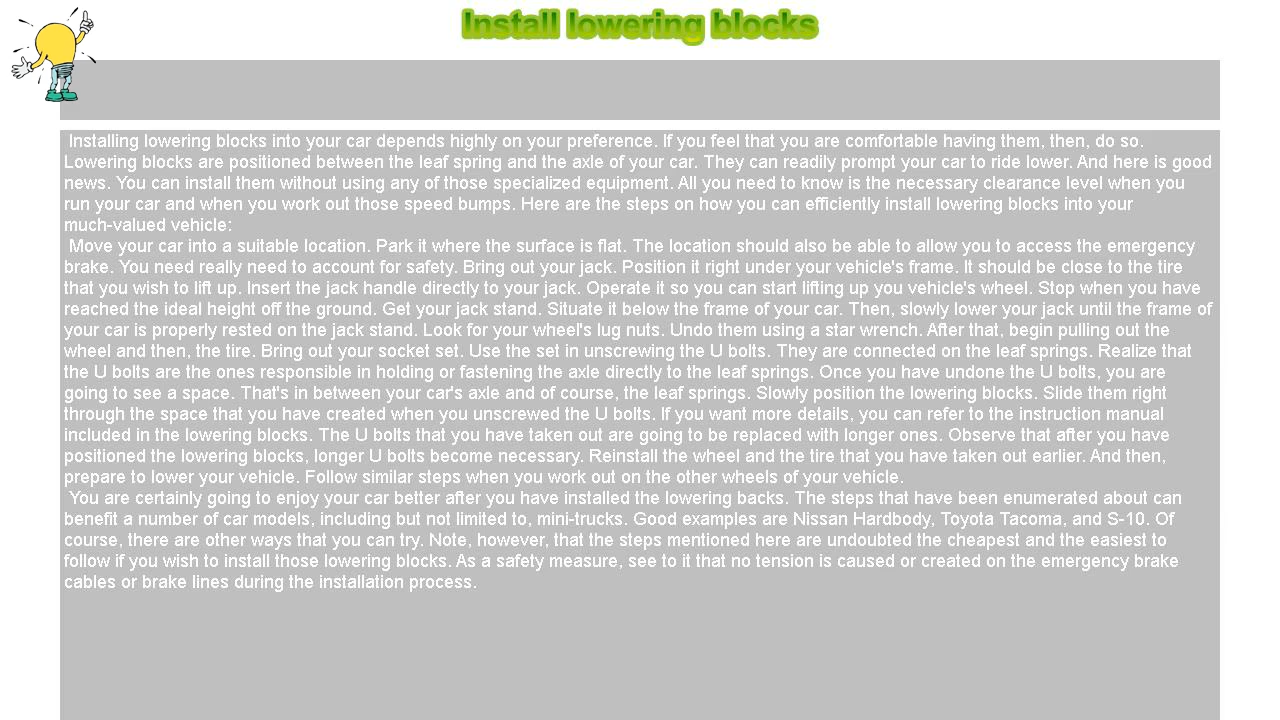 Install lowering blocks
Installing lowering blocks into your car depends highly on your preference. If you feel that you are comfortable having them, then, do so.
Lowering blocks are positioned between the leaf spring and the axle of your car. They can readily prompt your car to ride lower. And here is good
news. You can install them without using any of those specialized equipment. All you need to know is the necessary clearance level when you
run your car and when you work out those speed bumps. Here are the steps on how you can efficiently install lowering blocks into your
much-valued vehicle:
Move your car into a suitable location. Park it where the surface is flat. The location should also be able to allow you to access the emergency
brake. You need really need to account for safety. Bring out your jack. Position it right under your vehicle's frame. It should be close to the tire
that you wish to lift up. Insert the jack handle directly to your jack. Operate it so you can start lifting up you vehicle's wheel. Stop when you have
reached the ideal height off the ground. Get your jack stand. Situate it below the frame of your car. Then, slowly lower your jack until the frame of
your car is properly rested on the jack stand. Look for your wheel's lug nuts. Undo them using a star wrench. After that, begin pulling out the
wheel and then, the tire. Bring out your socket set. Use the set in unscrewing the U bolts. They are connected on the leaf springs. Realize that
the U bolts are the ones responsible in holding or fastening the axle directly to the leaf springs. Once you have undone the U bolts, you are
going to see a space. That's in between your car's axle and of course, the leaf springs. Slowly position the lowering blocks. Slide them right
through the space that you have created when you unscrewed the U bolts. If you want more details, you can refer to the instruction manual
included in the lowering blocks. The U bolts that you have taken out are going to be replaced with longer ones. Observe that after you have
positioned the lowering blocks, longer U bolts become necessary. Reinstall the wheel and the tire that you have taken out earlier. And then,
prepare to lower your vehicle. Follow similar steps when you work out on the other wheels of your vehicle.
You are certainly going to enjoy your car better after you have installed the lowering backs. The steps that have been enumerated about can
benefit a number of car models, including but not limited to, mini-trucks. Good examples are Nissan Hardbody, Toyota Tacoma, and S-10. Of
course, there are other ways that you can try. Note, however, that the steps mentioned here are undoubted the cheapest and the easiest to
follow if you wish to install those lowering blocks. As a safety measure, see to it that no tension is caused or created on the emergency brake
cables or brake lines during the installation process.